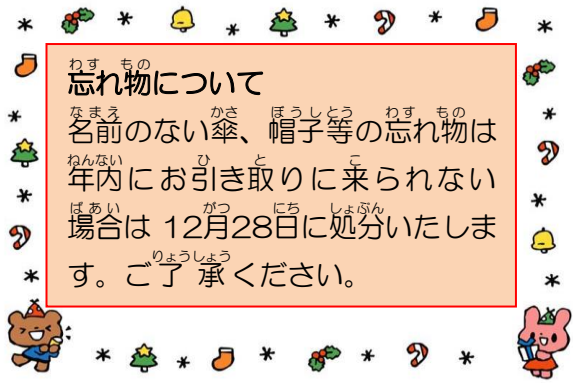 忘れ物について
名前のない傘、帽子等の忘れ物は
年内にお引き取りに来られない
場合は 12月28日に処分いたしま
す。ご了承ください。